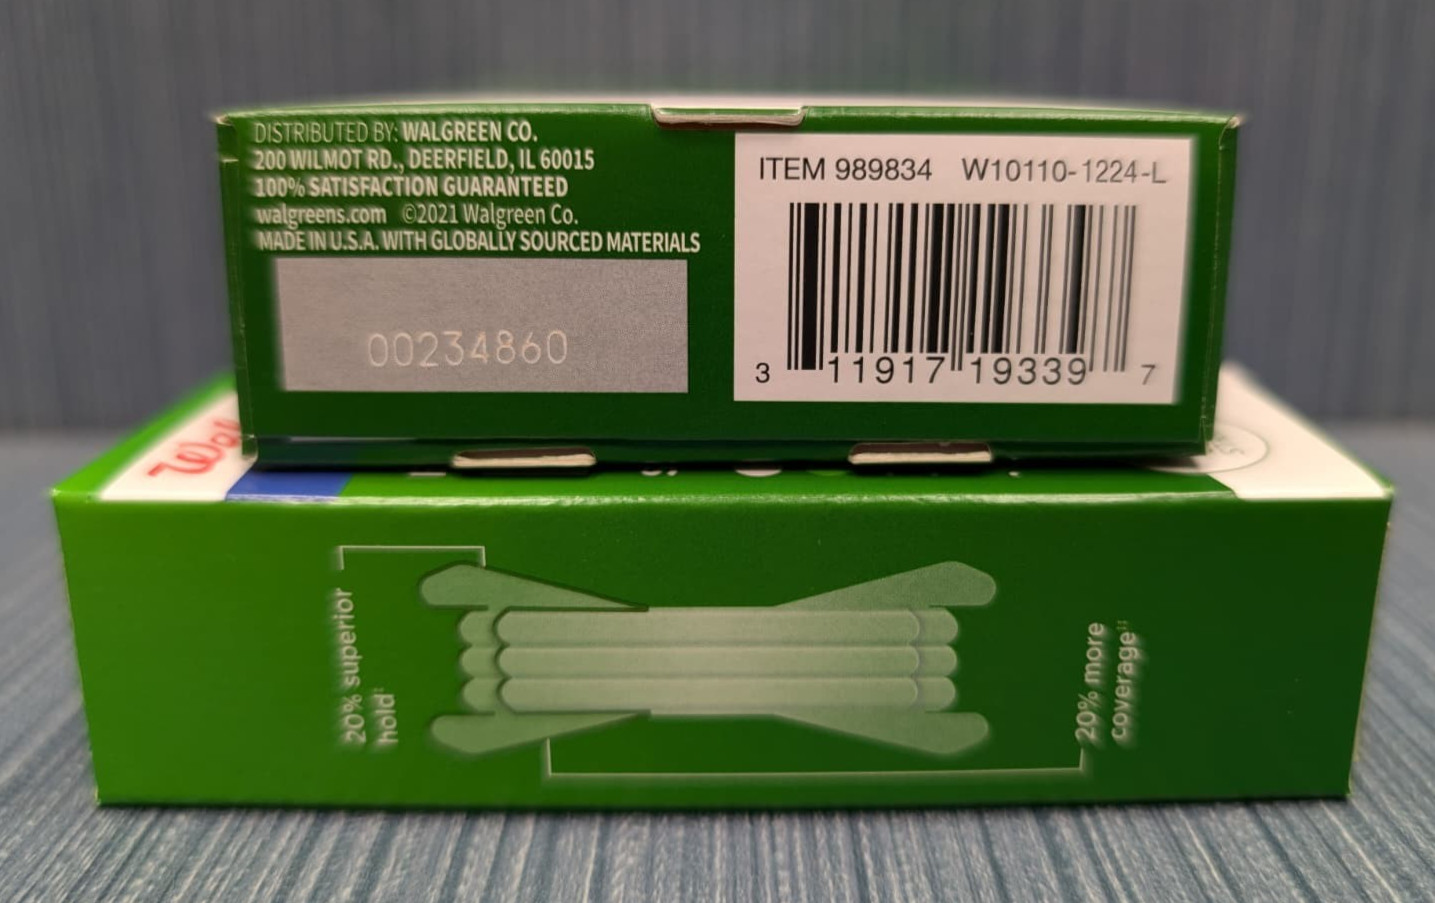 DISTRIBUTED BY: WALGREEN CO.
200 WILMOT RD., DEERFIELD, IL 60015
100% SATISFACTION GUARANTEED
walgreens.com ©2021 Walgreen Co.
MADE IN U.S.A. WITH GLOBALLY SOURCED MATERIALS
00234860
ITEM 989834 W10110-1224-L
3 11917 19339 7
Wal
20% superior
hold
20% more
coverage